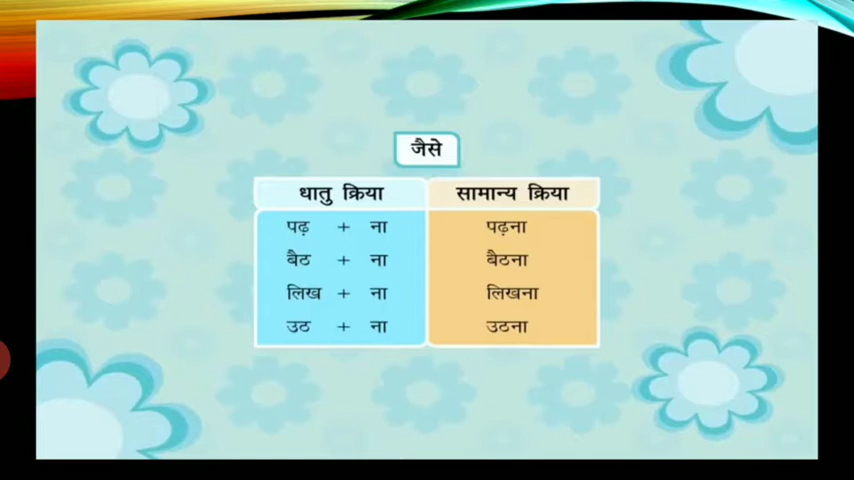 जैसे
धातु क्रिया सामान्य क्रिया
पढ़ + ना पढ़ना
बैठ + ना बैठना
लिख + ना लिखना
उठ + ना उठना